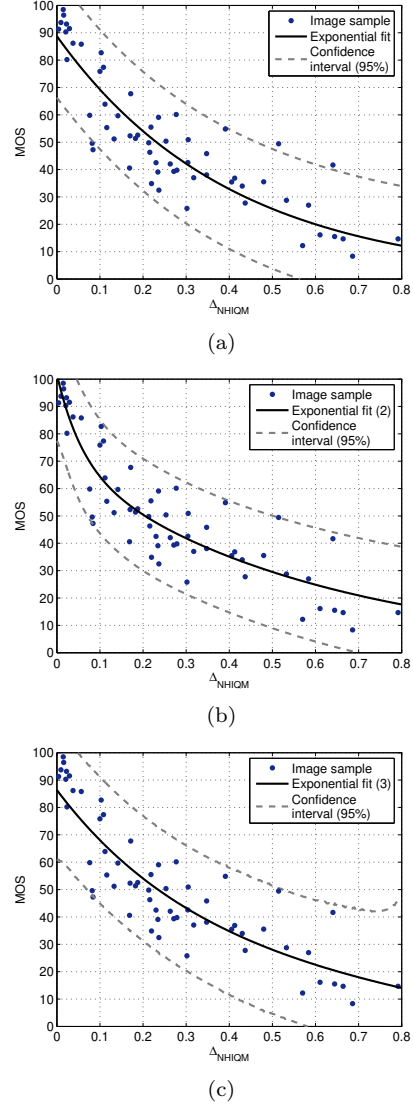 100
90
80
70
60
50
40
30
20
10
0
MOS
Image sample
Exponential fit
Confidence
interval (95%)
0 0.1 0.2 0.3 0.4 0.5 0.6 0.7 0.8
Δ_NHIQM
(a)
100
90
80
70
60
50
40
30
20
10
0
MOS
Image sample
Exponential fit (2)
Confidence
interval (95%)
0 0.1 0.2 0.3 0.4 0.5 0.6 0.7 0.8
Δ_NHIQM
(b)
100
90
80
70
60
50
40
30
20
10
0
MOS
Image sample
Exponential fit (3)
Confidence
interval (95%)
0 0.1 0.2 0.3 0.4 0.5 0.6 0.7 0.8
Δ_NHIQM
(c)